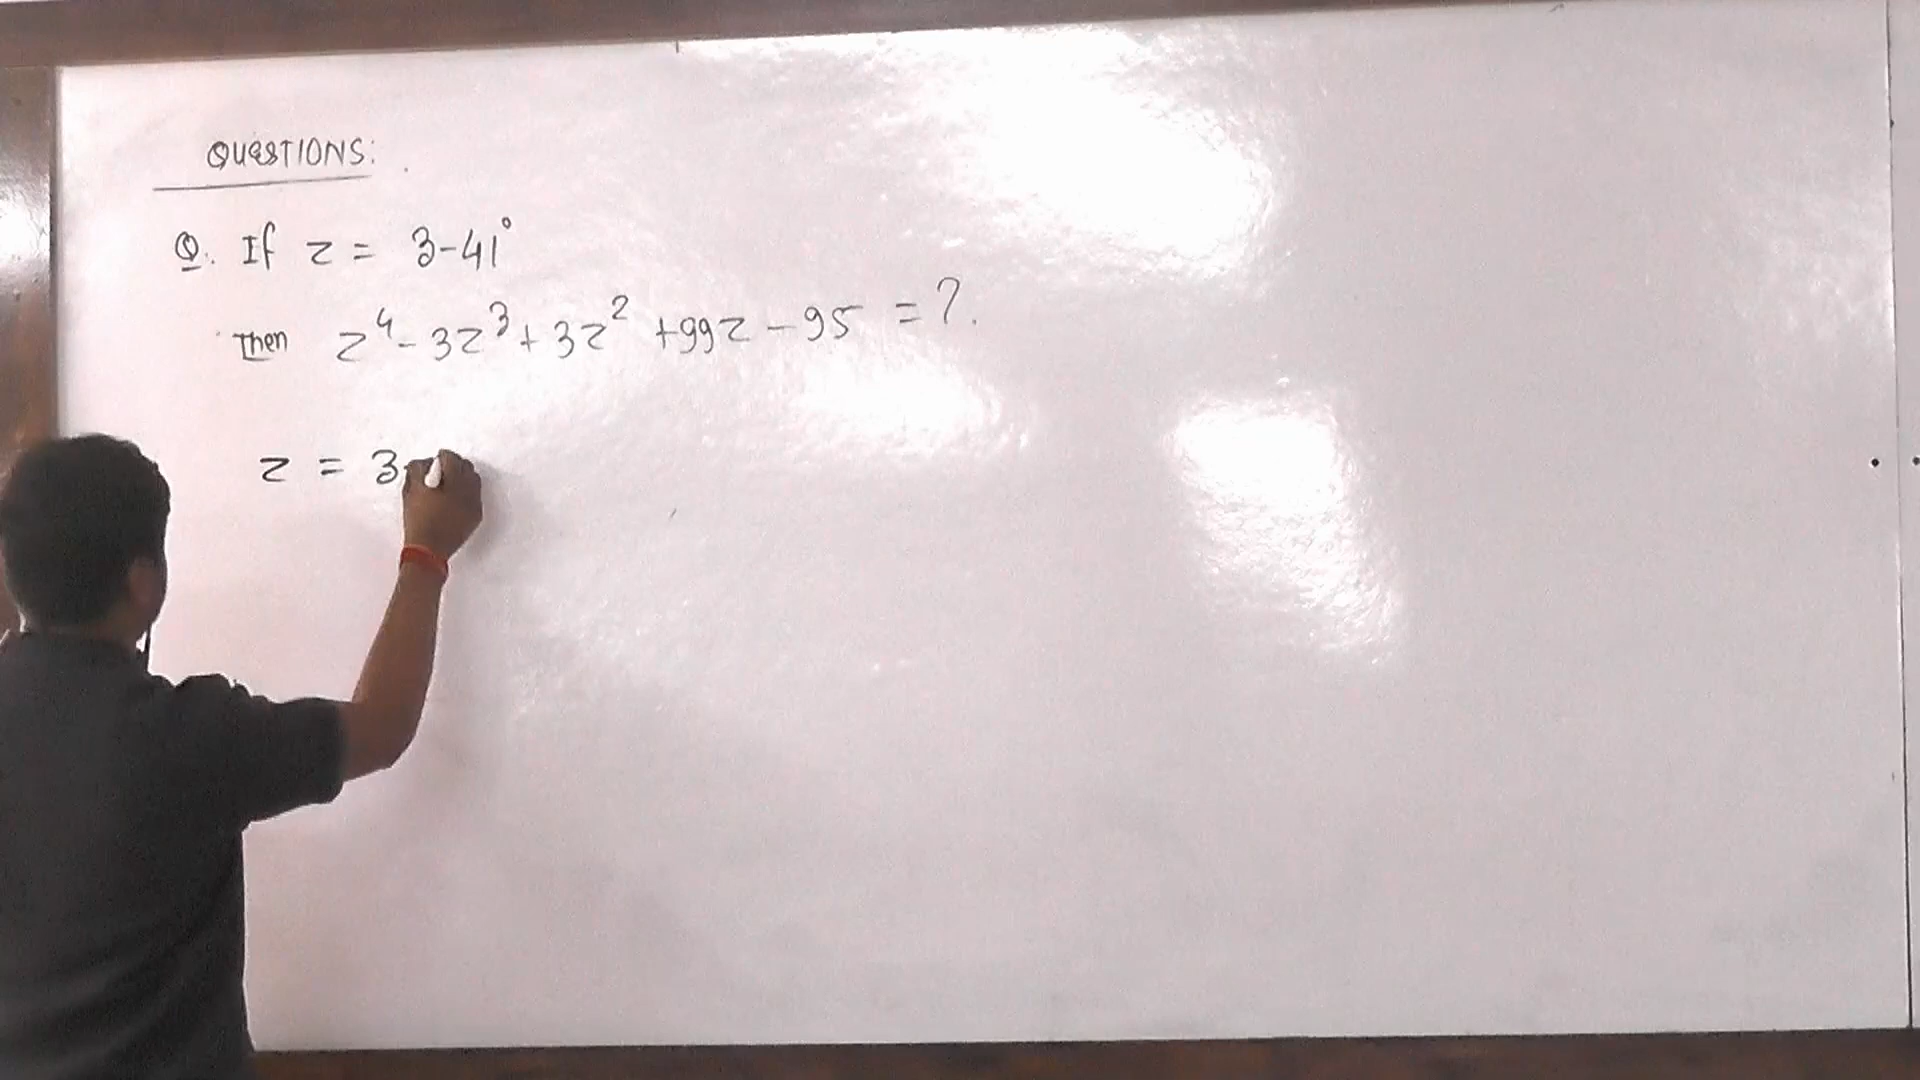 QUESTIONS:
Q. If z = 3-4i
Then z⁴ - 3z³ + 3z² + 99z - 95 = ?.
z = 3